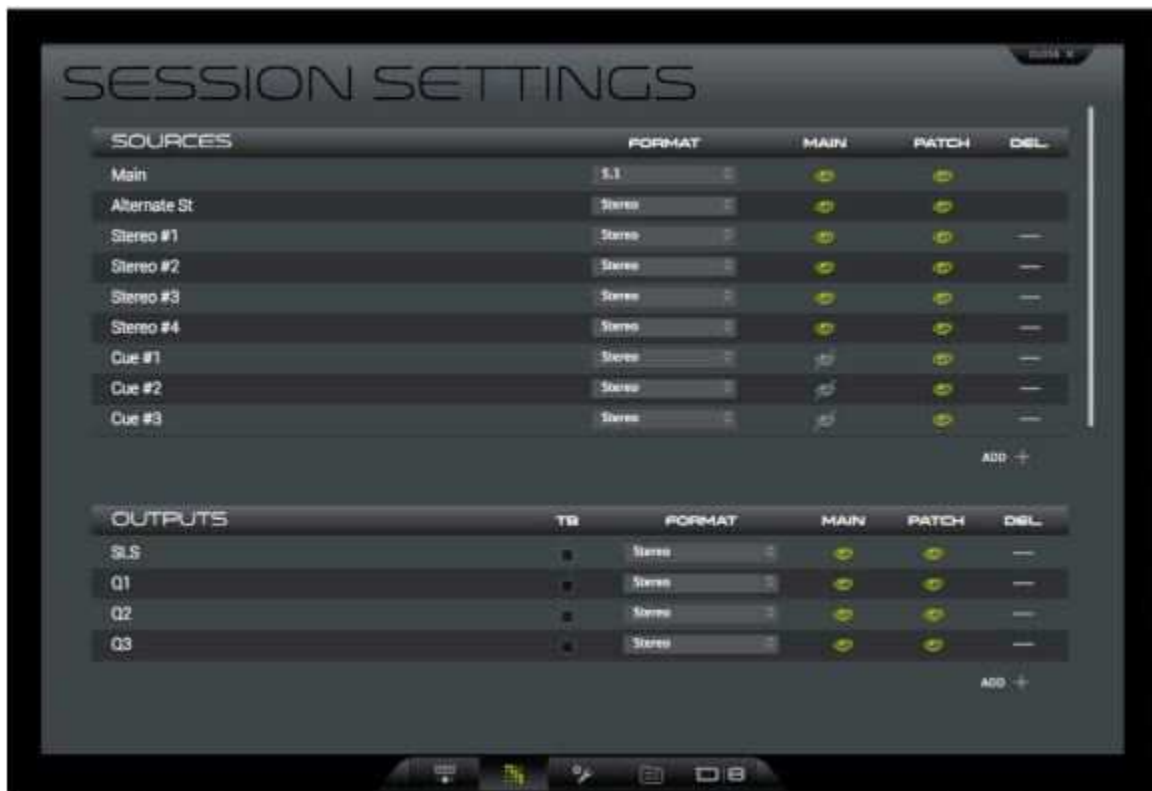 CLOSE X
SESSION SETTINGS
SOURCES FORMAT MAIN PATCH DEL.
Main 5.1
Alternate St Stereo
Stereo #1 Stereo
Stereo #2 Stereo
Stereo #3 Stereo
Stereo #4 Stereo
Cue #1 Stereo
Cue #2 Stereo
Cue #3 Stereo
ADD +
OUTPUTS TB FORMAT MAIN PATCH DEL.
SLS Stereo
Q1 Stereo
Q2 Stereo
Q3 Stereo
ADD +